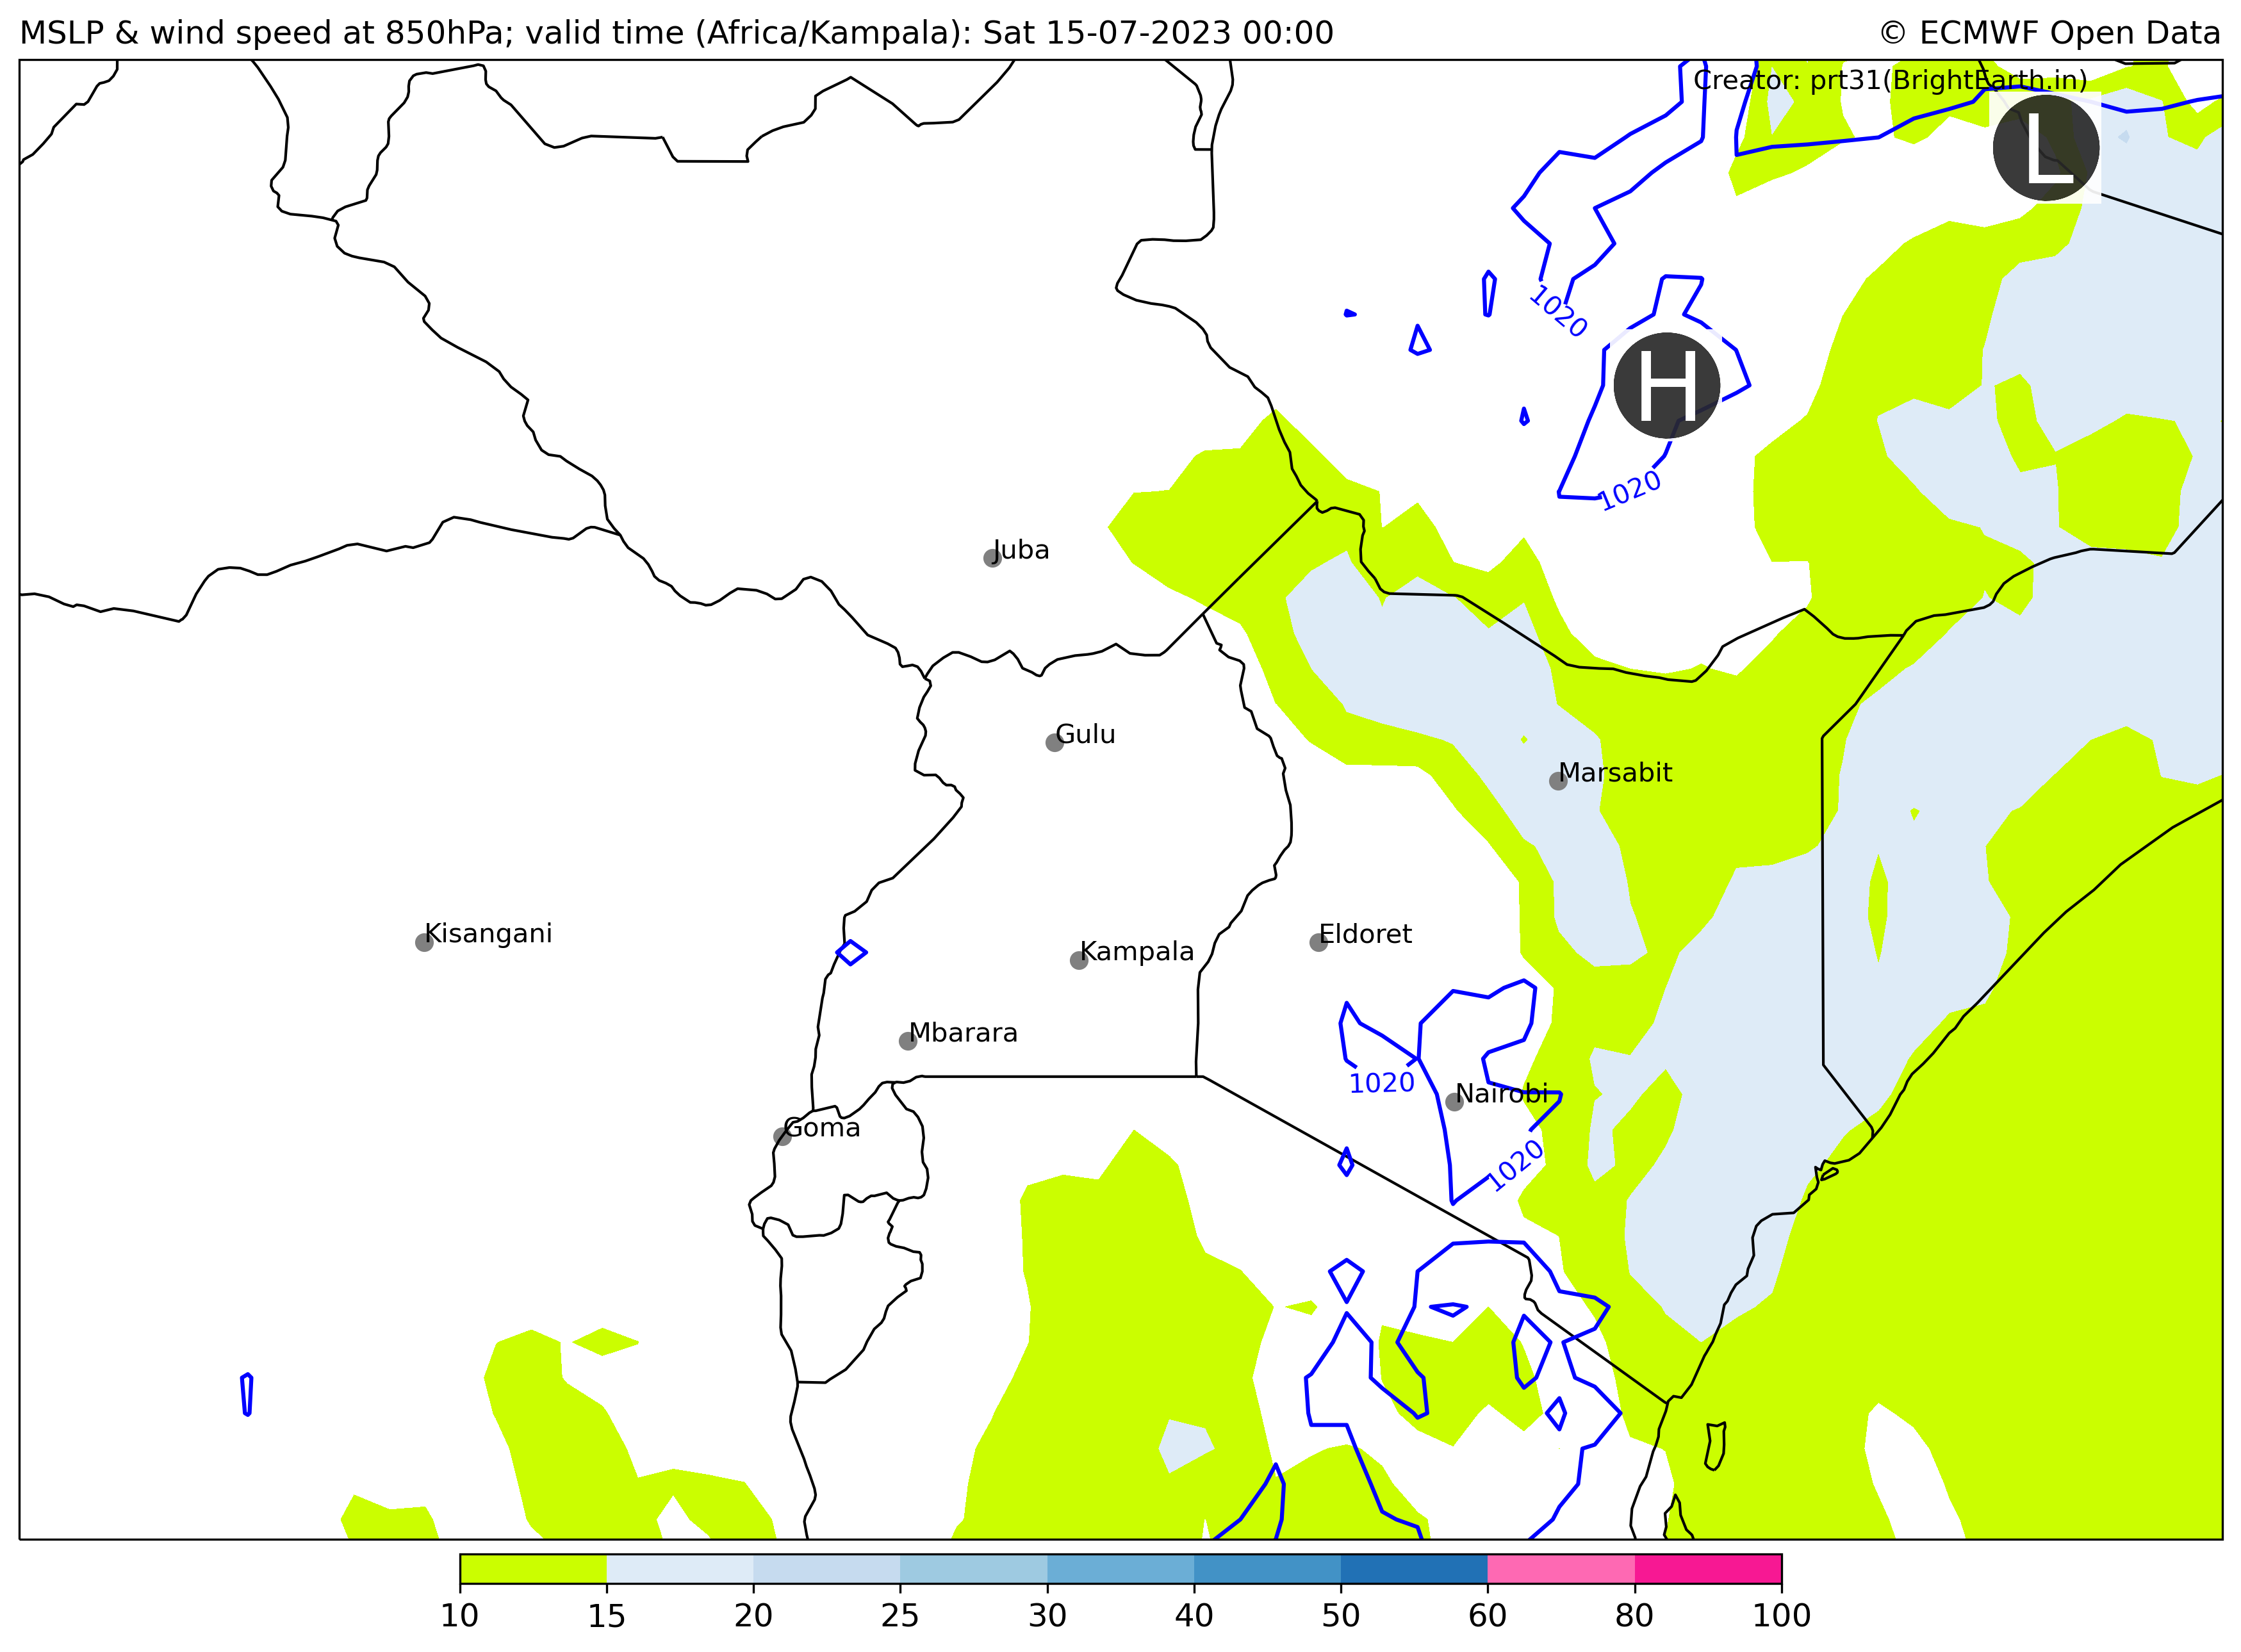 MSLP & wind speed at 850hPa; valid time (Africa/Kampala): Sat 15-07-2023 00:00
© ECMWF Open Data
Creator: prt31(BrightEarth.in)
L
1020
H
1020
Juba
Gulu
Marsabit
Kisangani
Eldoret
Kampala
Mbarara
1020
Nairobi
Goma
1020
10 15 20 25 30 40 50 60 80 100